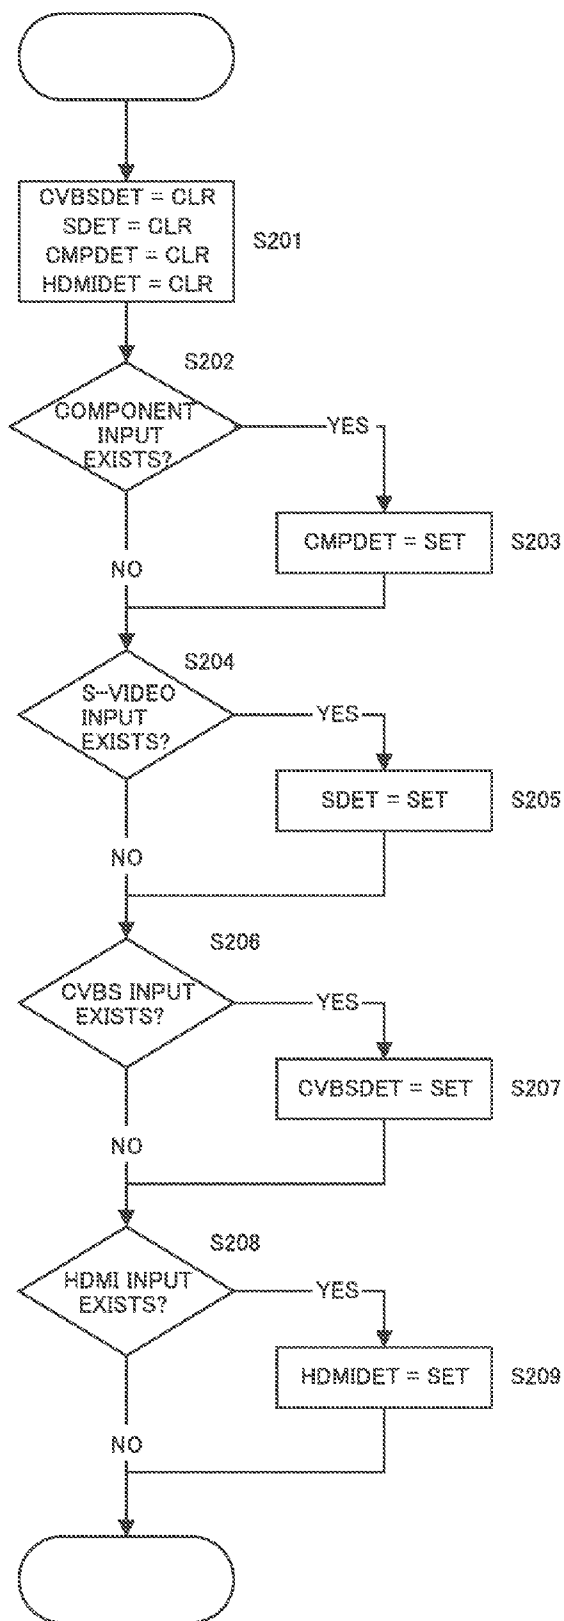 CVBSDET = CLR
SDET = CLR
CMPDET = CLR
HDMIDET = CLR
S201
S202
COMPONENT
INPUT
EXISTS?
YES
CMPDET = SET
S203
NO
S204
S-VIDEO
INPUT
EXISTS?
YES
SDET = SET
S205
NO
S206
CVBS INPUT
EXISTS?
YES
CVBSDET = SET
S207
NO
S208
HDMI INPUT
EXISTS?
YES
HDMIDET = SET
S209
NO